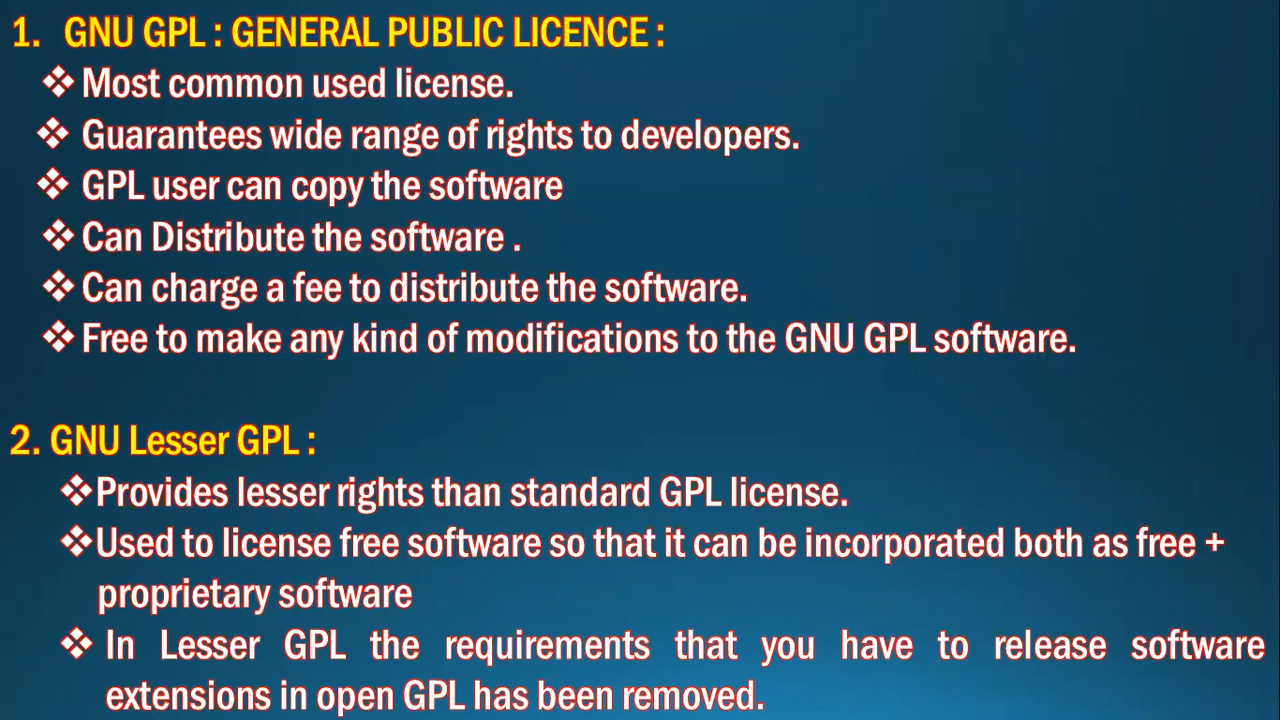 1. GNU GPL : GENERAL PUBLIC LICENCE :
❖ Most common used license.
❖ Guarantees wide range of rights to developers.
❖ GPL user can copy the software
❖ Can Distribute the software .
❖ Can charge a fee to distribute the software.
❖ Free to make any kind of modifications to the GNU GPL software.
2. GNU Lesser GPL :
❖ Provides lesser rights than standard GPL license.
❖ Used to license free software so that it can be incorporated both as free +
proprietary software
❖ In Lesser GPL the requirements that you have to release software
extensions in open GPL has been removed.